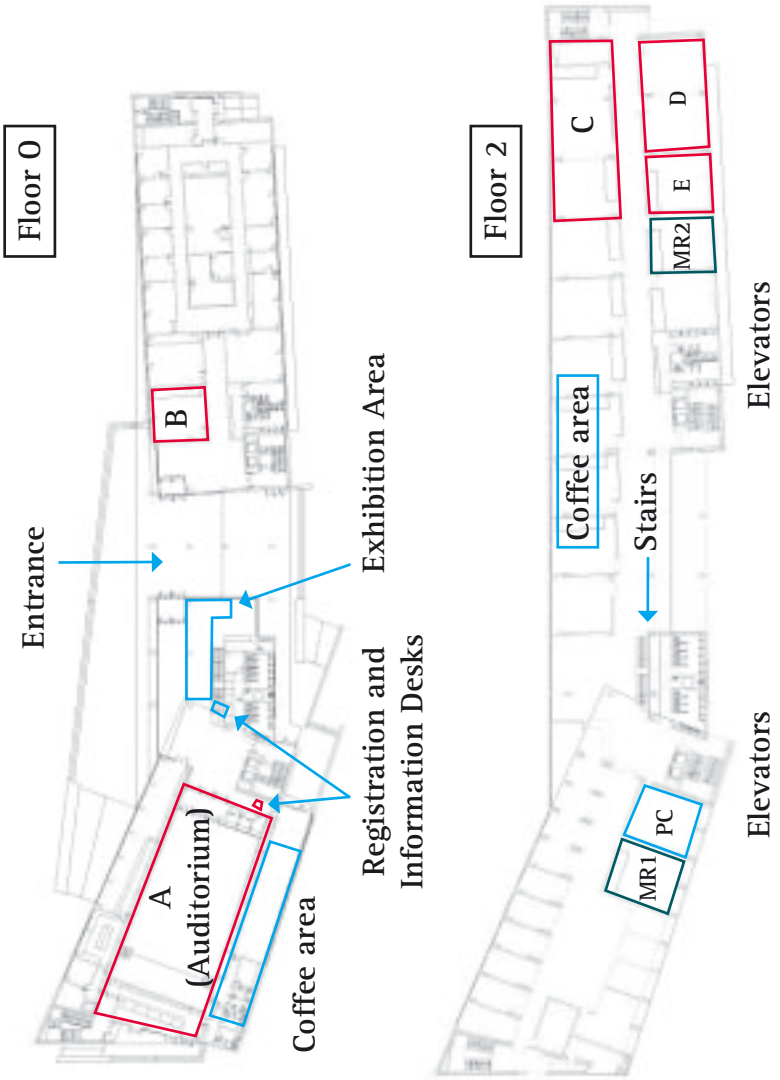 Floor 0
Entrance
B
Exhibition Area
Registration and
Information Desks
A
(Auditorium)
Coffee area
Floor 2
C
D
E
MR2
Coffee area
Stairs
Elevators
PC
MR1
Elevators